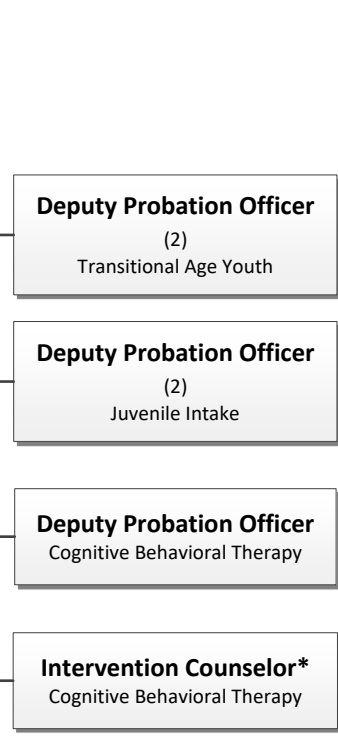 Deputy Probation Officer
(2)
Transitional Age Youth
Deputy Probation Officer
(2)
Juvenile Intake
Deputy Probation Officer
Cognitive Behavioral Therapy
Intervention Counselor*
Cognitive Behavioral Therapy